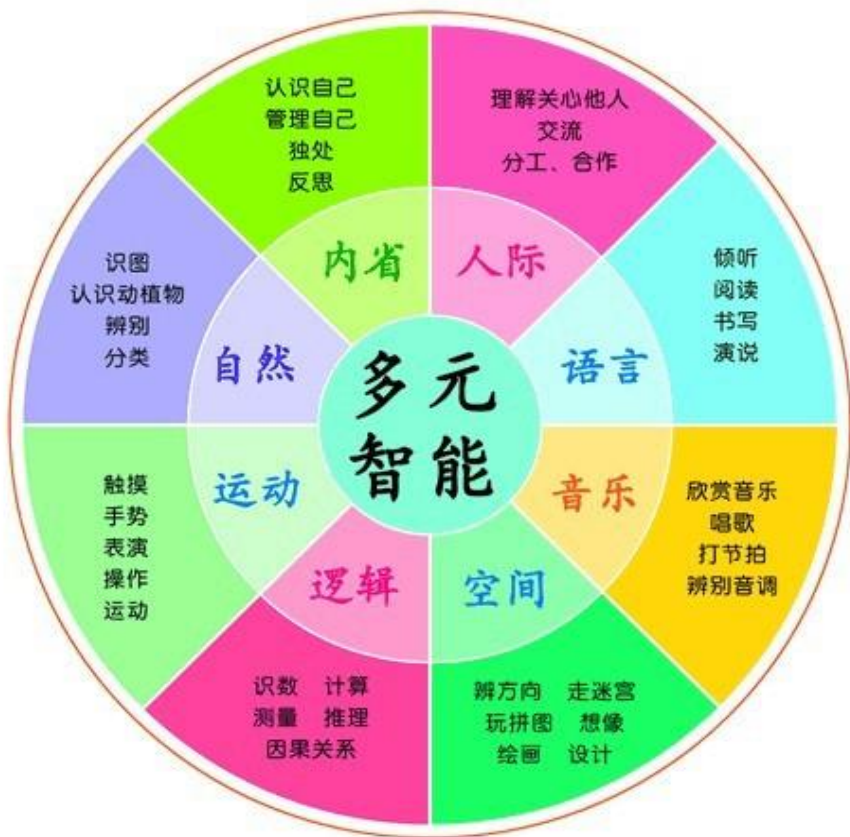 多元
智能
人际
理解关心他人
交流
分工、合作
语言
倾听
阅读
书写
演说
音乐
欣赏音乐
唱歌
打节拍
辨别音调
空间
辨方向 走迷宫
玩拼图 想像
绘画 设计
逻辑
识数 计算
测量 推理
因果关系
运动
触摸
手势
表演
操作
运动
自然
识图
认识动植物
辨别
分类
内省
认识自己
管理自己
独处
反思